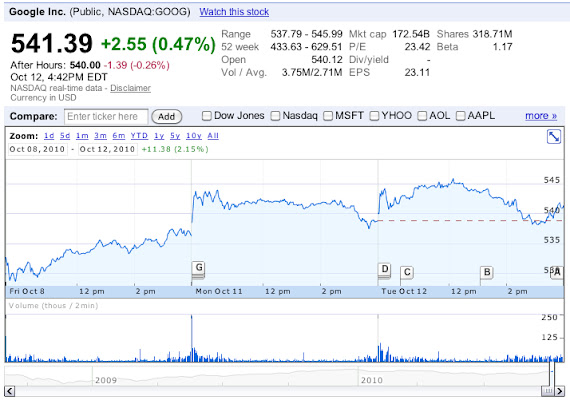 Google Inc. (Public, NASDAQ:GOOG) Watch this stock
541.39 +2.55 (0.47%)
After Hours: 540.00 -1.39 (-0.26%)
Oct 12, 4:42PM EDT
NASDAQ real-time data - Disclaimer
Currency in USD
Range 537.79 - 545.99 Mkt cap 172.54B Shares 318.71M
52 week 433.63 - 629.51 P/E 23.42 Beta 1.17
Open 540.12 Div/yield -
Vol / Avg. 3.75M/2.71M EPS 23.11
Compare: Enter ticker here Add Dow Jones Nasdaq MSFT YHOO AOL AAPL more »
Zoom: 1d 5d 1m 3m 6m YTD 1y 5y 10y All
Oct 08, 2010 - Oct 12, 2010 +11.38 (2.15%)
545
540
535
530
G D C B A
Fri Oct 8 12 pm 2 pm Mon Oct 11 12 pm 2 pm Tue Oct 12 12 pm 2 pm
Volume (thous / 2min)
250
125
2009 2010